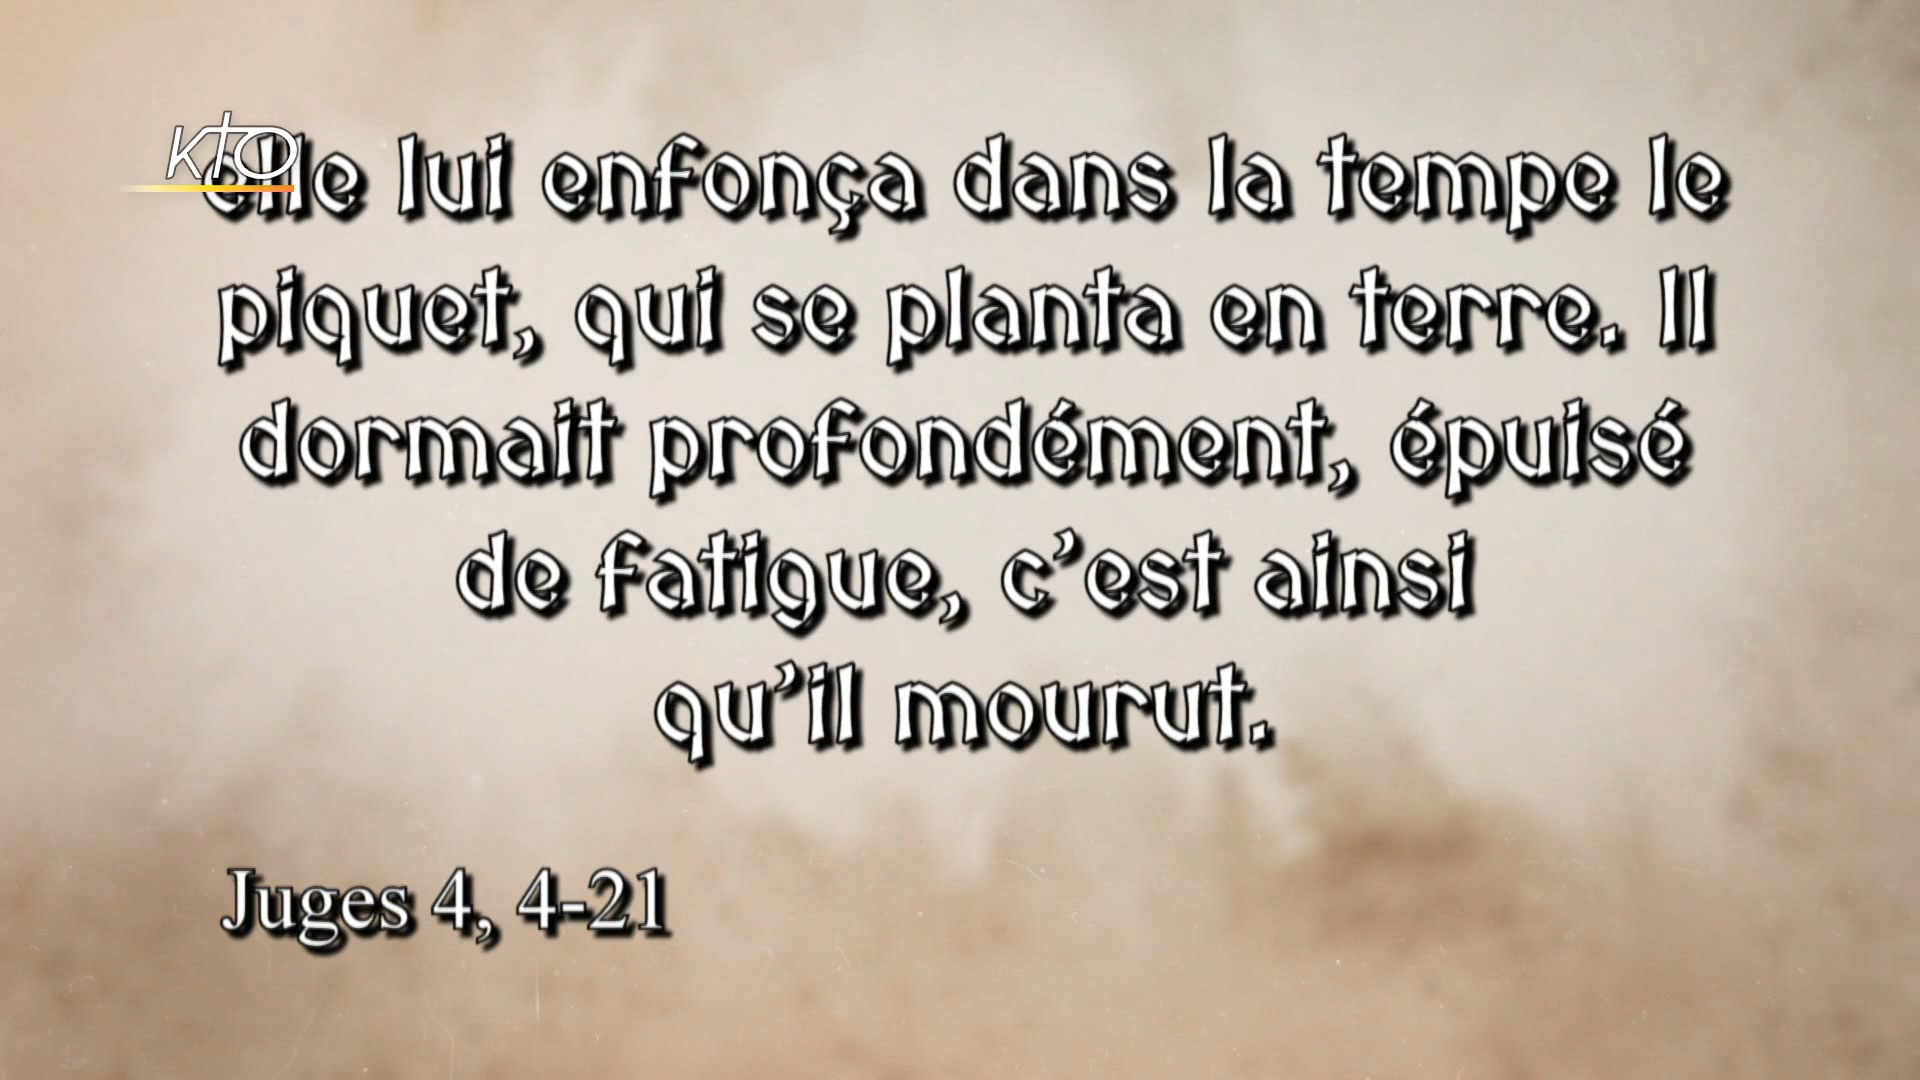 KTO
elle lui enfonça dans la tempe le
piquet, qui se planta en terre. Il
dormait profondément, épuisé
de fatigue, c’est ainsi
qu’il mourut.
Juges 4, 4-21